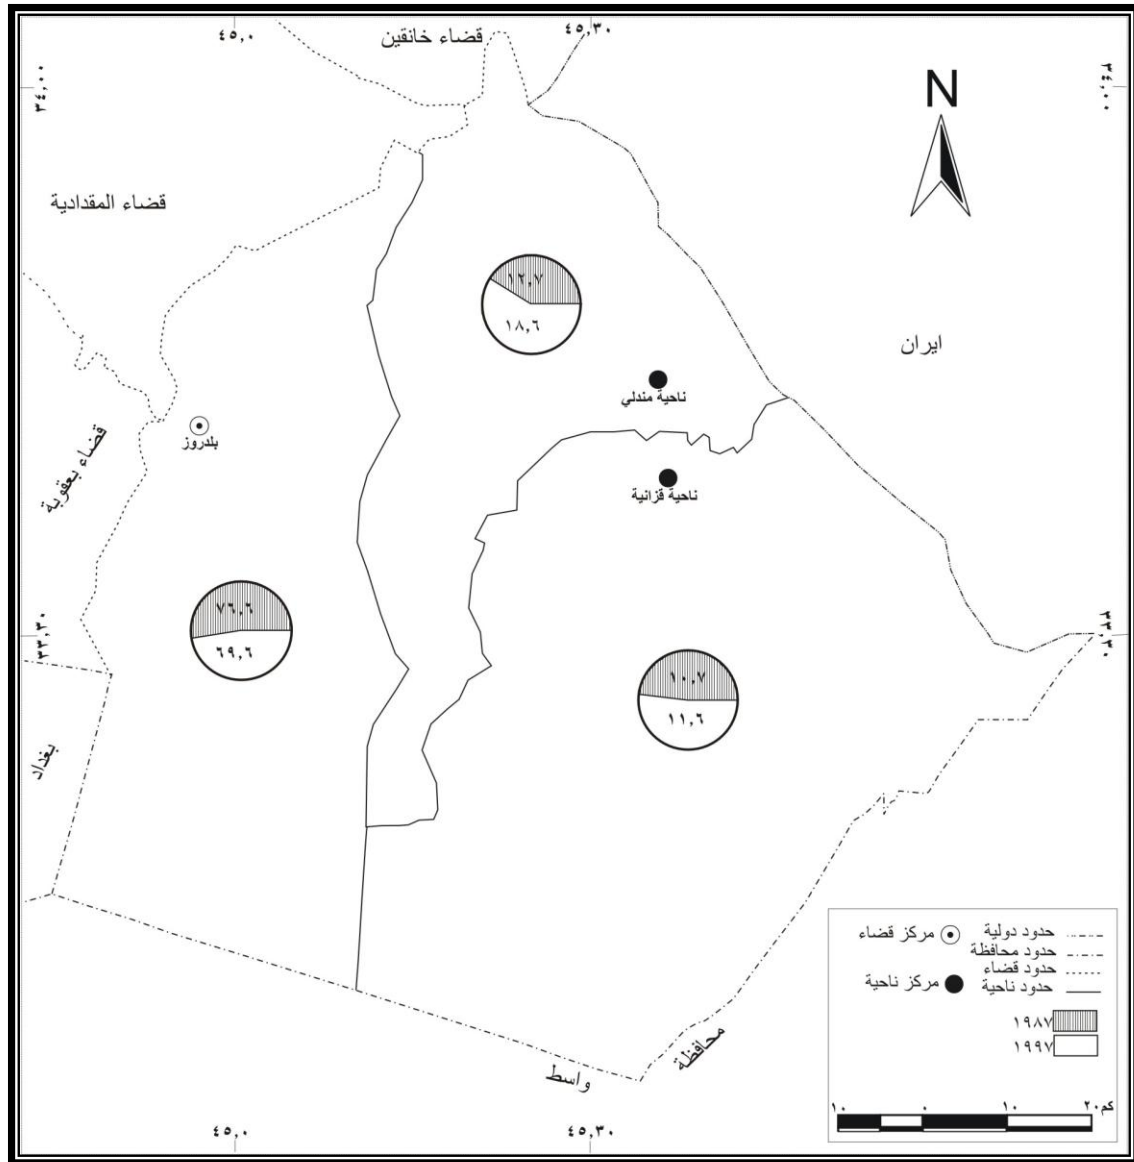 ٤٥,٠
قضاء خانقين
٤٥,٣٠
٣٤,٠٠
٣٤,٠٠
N
قضاء المقدادية
١٢,٧
١٨,٦
ايران
ناحية مندلي
بلدروز
قضاء بعقوبة
ناحية قزانية
٧٦,٦
٦٩,٦
٣٣,٣٠
٣٣,٣٠
١٠,٧
١١,٦
بغداد
محافظة
واسط
حدود دولية
مركز قضاء
حدود محافظة
حدود قضاء
حدود ناحية
مركز ناحية
١٩٨٧
١٩٩٧
١٠ ٠ ١٠ ٢٠كم
٤٥,٠
٤٥,٣٠